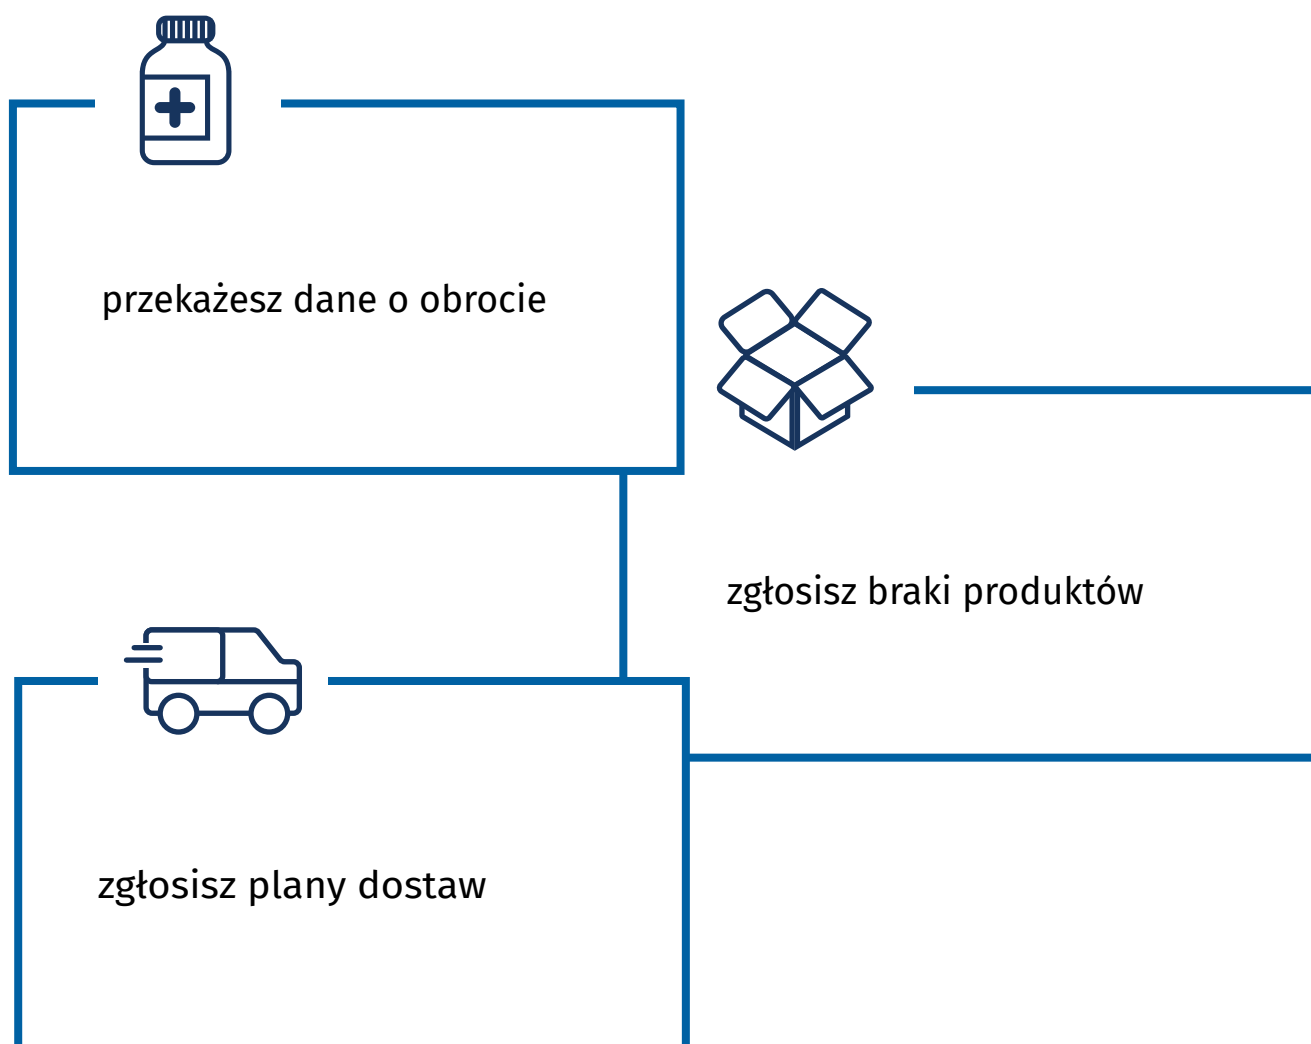 przekażesz dane o obrocie
zgłosisz braki produktów
zgłosisz plany dostaw